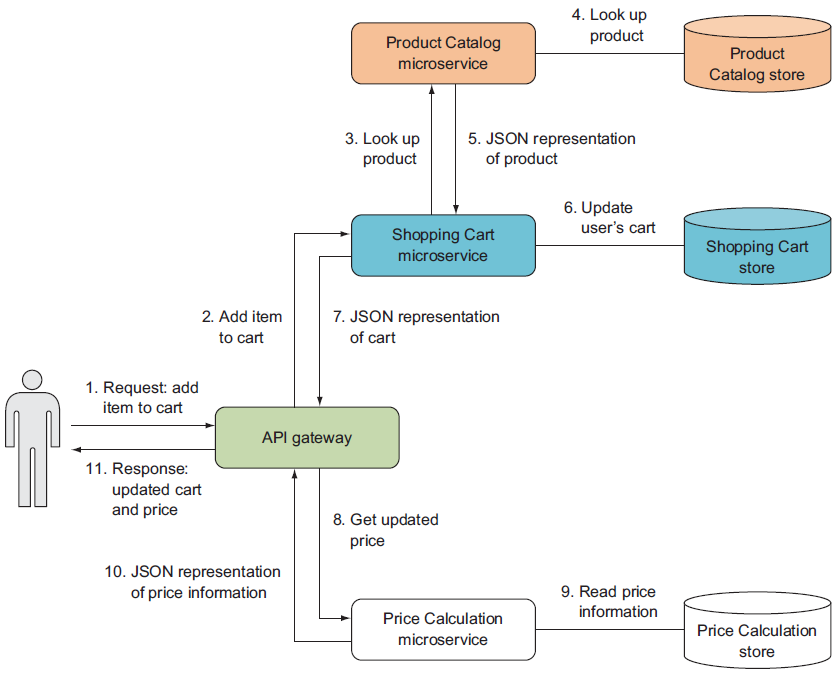 4. Look up
product
Product Catalog
microservice
Product
Catalog store
3. Look up
product
5. JSON representation
of product
6. Update
user's cart
Shopping Cart
microservice
Shopping Cart
store
2. Add item
to cart
7. JSON representation
of cart
1. Request: add
item to cart
API gateway
11. Response:
updated cart
and price
8. Get updated
price
10. JSON representation
of price information
9. Read price
information
Price Calculation
microservice
Price Calculation
store